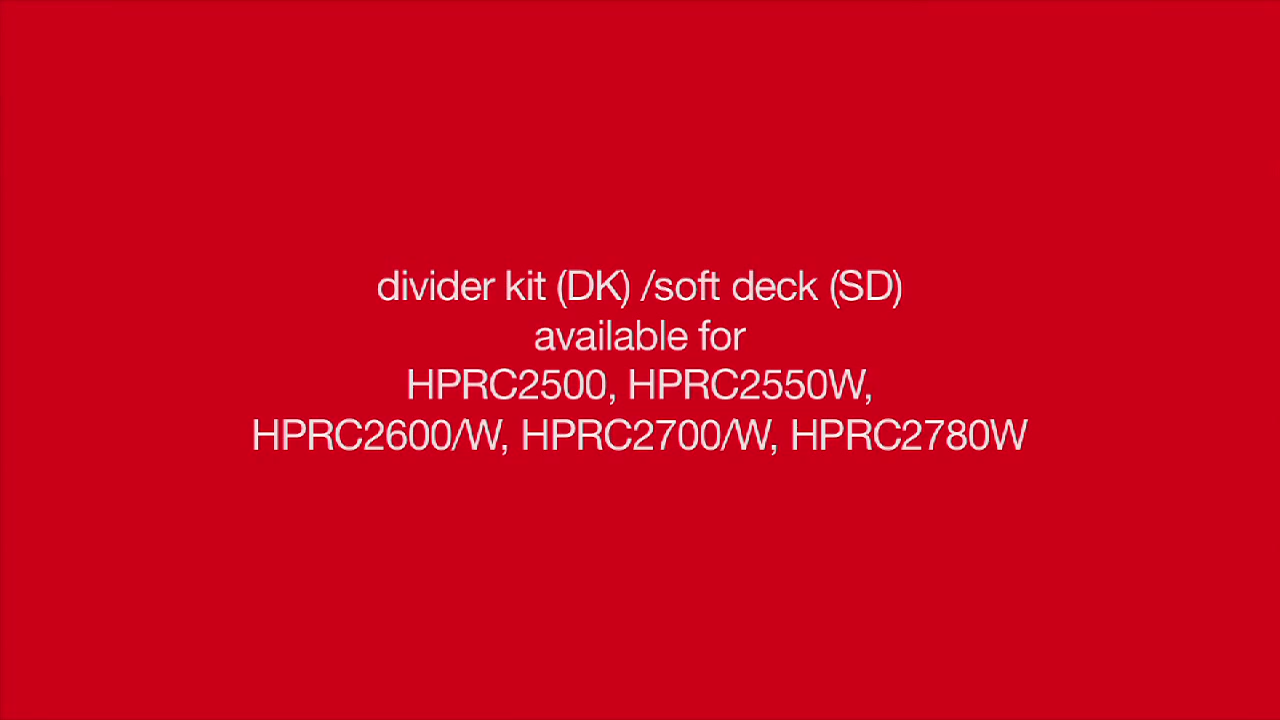 divider kit (DK) /soft deck (SD)
available for
HPRC2500, HPRC2550W,
HPRC2600/W, HPRC2700/W, HPRC2780W